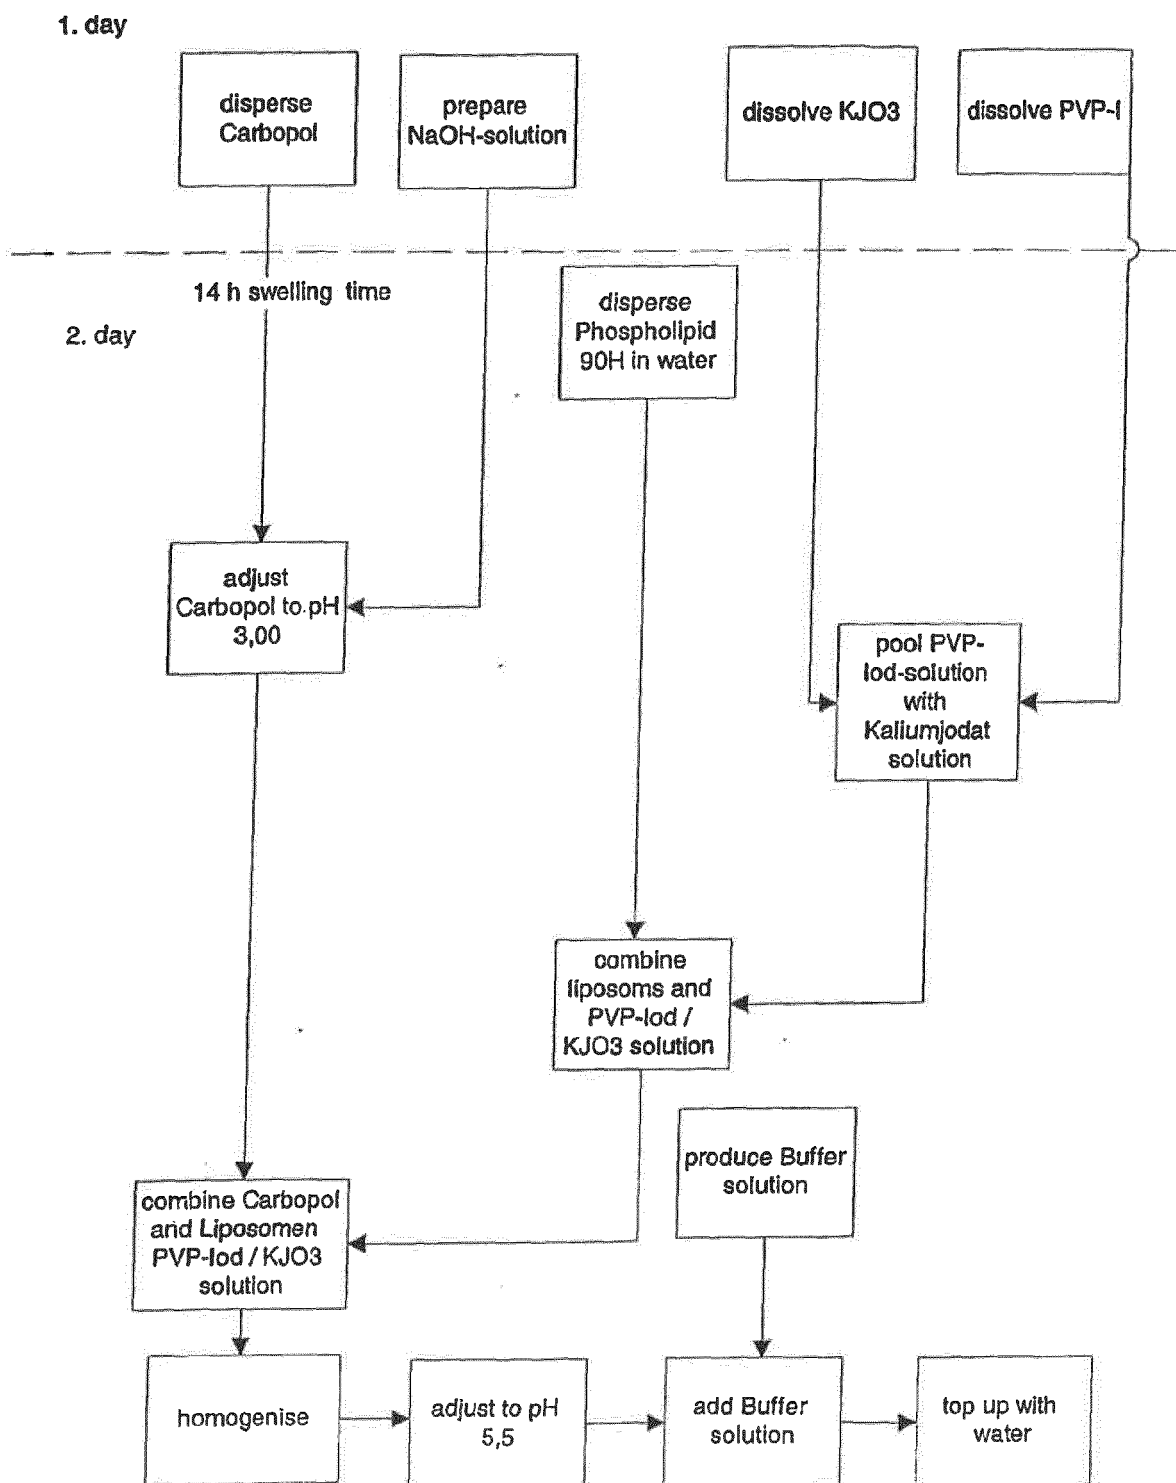 1. day
disperse
Carbopol
prepare
NaOH-solution
dissolve KJO3
dissolve PVP-I
14 h swelling time
2. day
disperse
Phospholipid
90H in water
adjust
Carbopol to pH
3,00
pool PVP-
Iod-solution
with
Kaliumjodat
solution
combine
liposoms and
PVP-Iod /
KJO3 solution
produce Buffer
solution
combine Carbopol
and Liposomen
PVP-Iod / KJO3
solution
homogenise
adjust to pH
5,5
add Buffer
solution
top up with
water